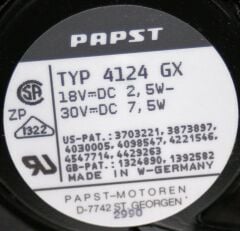 PAPST
TYP 4124 GX
18V=DC 2,5W-
30V=DC 7,5W
SA
ZP
1322
US-PAT.: 3703221, 3873897,
4030005, 4098547, 4221546,
4547714, 4429263
GB-PAT.: 1324890, 1392582
MADE IN W-GERMANY
PAPST-MOTOREN
D-7742 ST. GEORGEN
2990